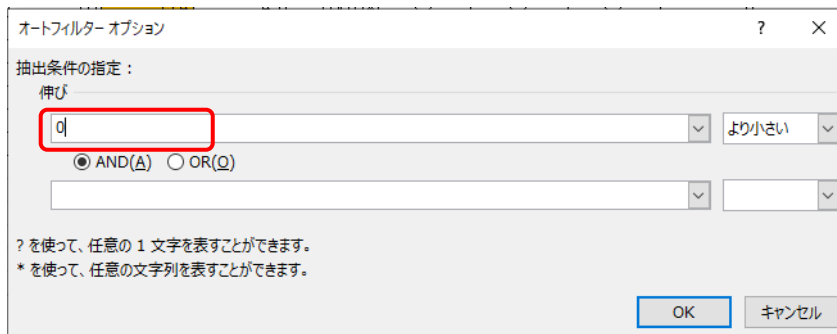 オートフィルター オプション ? ×
抽出条件の指定：
伸び
0 より小さい
AND(A) OR(O)
? を使って、任意の 1 文字を表すことができます。
* を使って、任意の文字列を表すことができます。
OK キャンセル